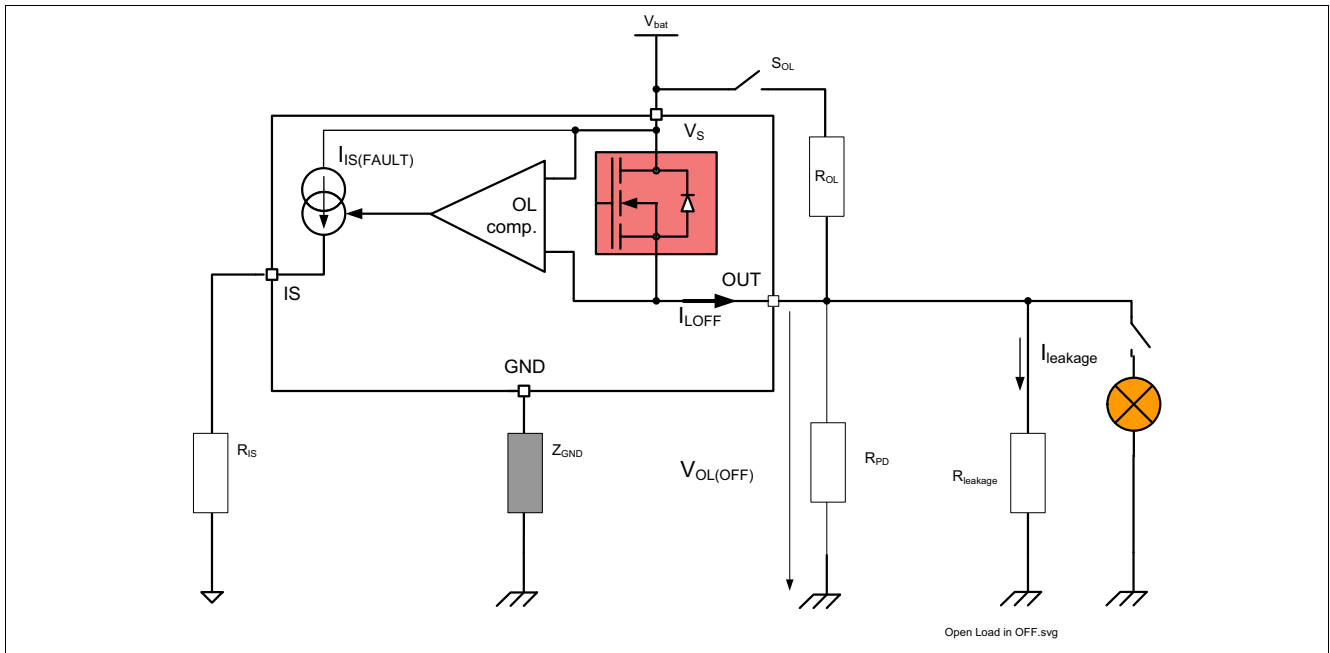 Vbat
SOL
VS
IIS(FAULT)
ROL
OL
comp.
OUT
IS
ILOFF
Ileakage
GND
RIS
ZGND
VOL(OFF)
RPD
Rleakage
Open Load in OFF.svg